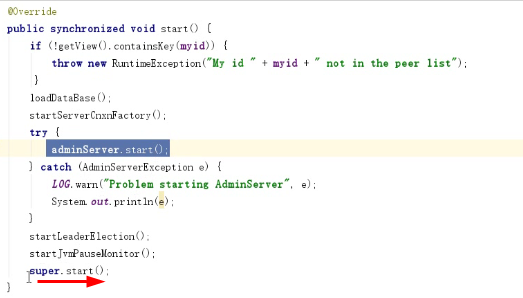 @Override
public synchronized void start() {
if (!getView().containsKey(myid)) {
throw new RuntimeException("My id " + myid + " not in the peer list");
}
loadDataBase();
startServerCnxnFactory();
try {
adminServer.start();
} catch (AdminServerException e) {
LOG.warn("Problem starting AdminServer", e);
System.out.println(e);
}
startLeaderElection();
startJvmPauseMonitor();
super.start();
}